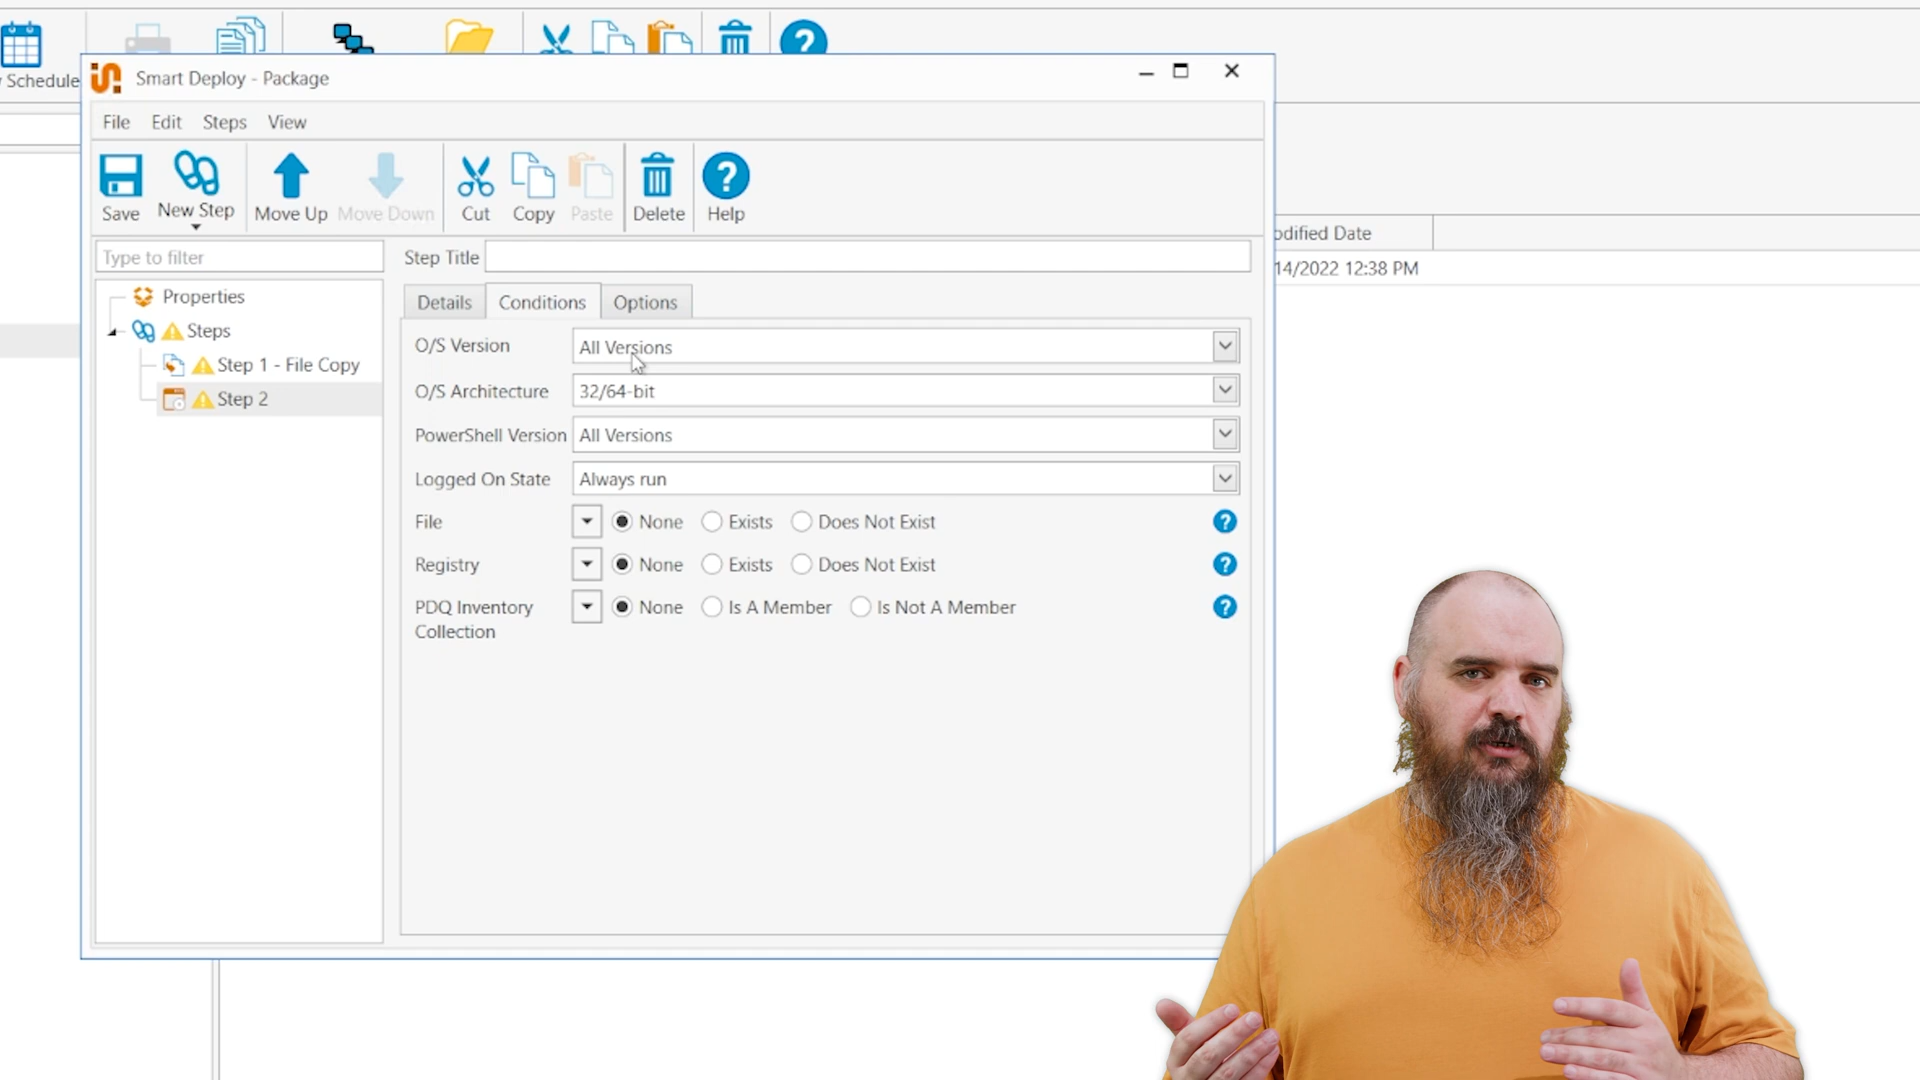 Schedule
Smart Deploy - Package
File Edit Steps View
Save New Step Move Up Move Down Cut Copy Paste Delete Help
Type to filter
Step Title
Properties
Steps
Step 1 - File Copy
Step 2
Details Conditions Options
O/S Version All Versions
O/S Architecture 32/64-bit
PowerShell Version All Versions
Logged On State Always run
File None Exists Does Not Exist
Registry None Exists Does Not Exist
PDQ Inventory None Is A Member Is Not A Member
Collection
odified Date
14/2022 12:38 PM